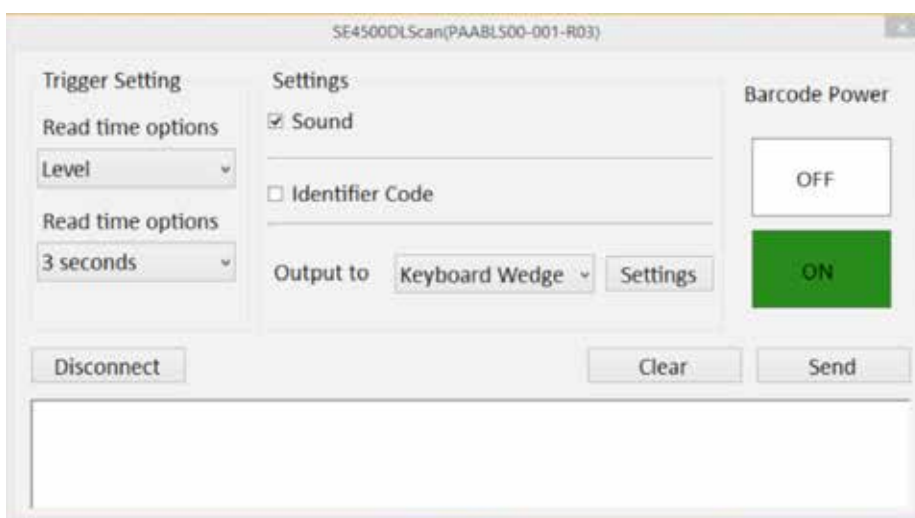 SE4500DLScan(PAABLS00-001-R03)
Trigger Setting
Read time options
Level
Read time options
3 seconds
Settings
Sound
Identifier Code
Output to Keyboard Wedge Settings
Barcode Power
OFF
ON
Disconnect
Clear
Send